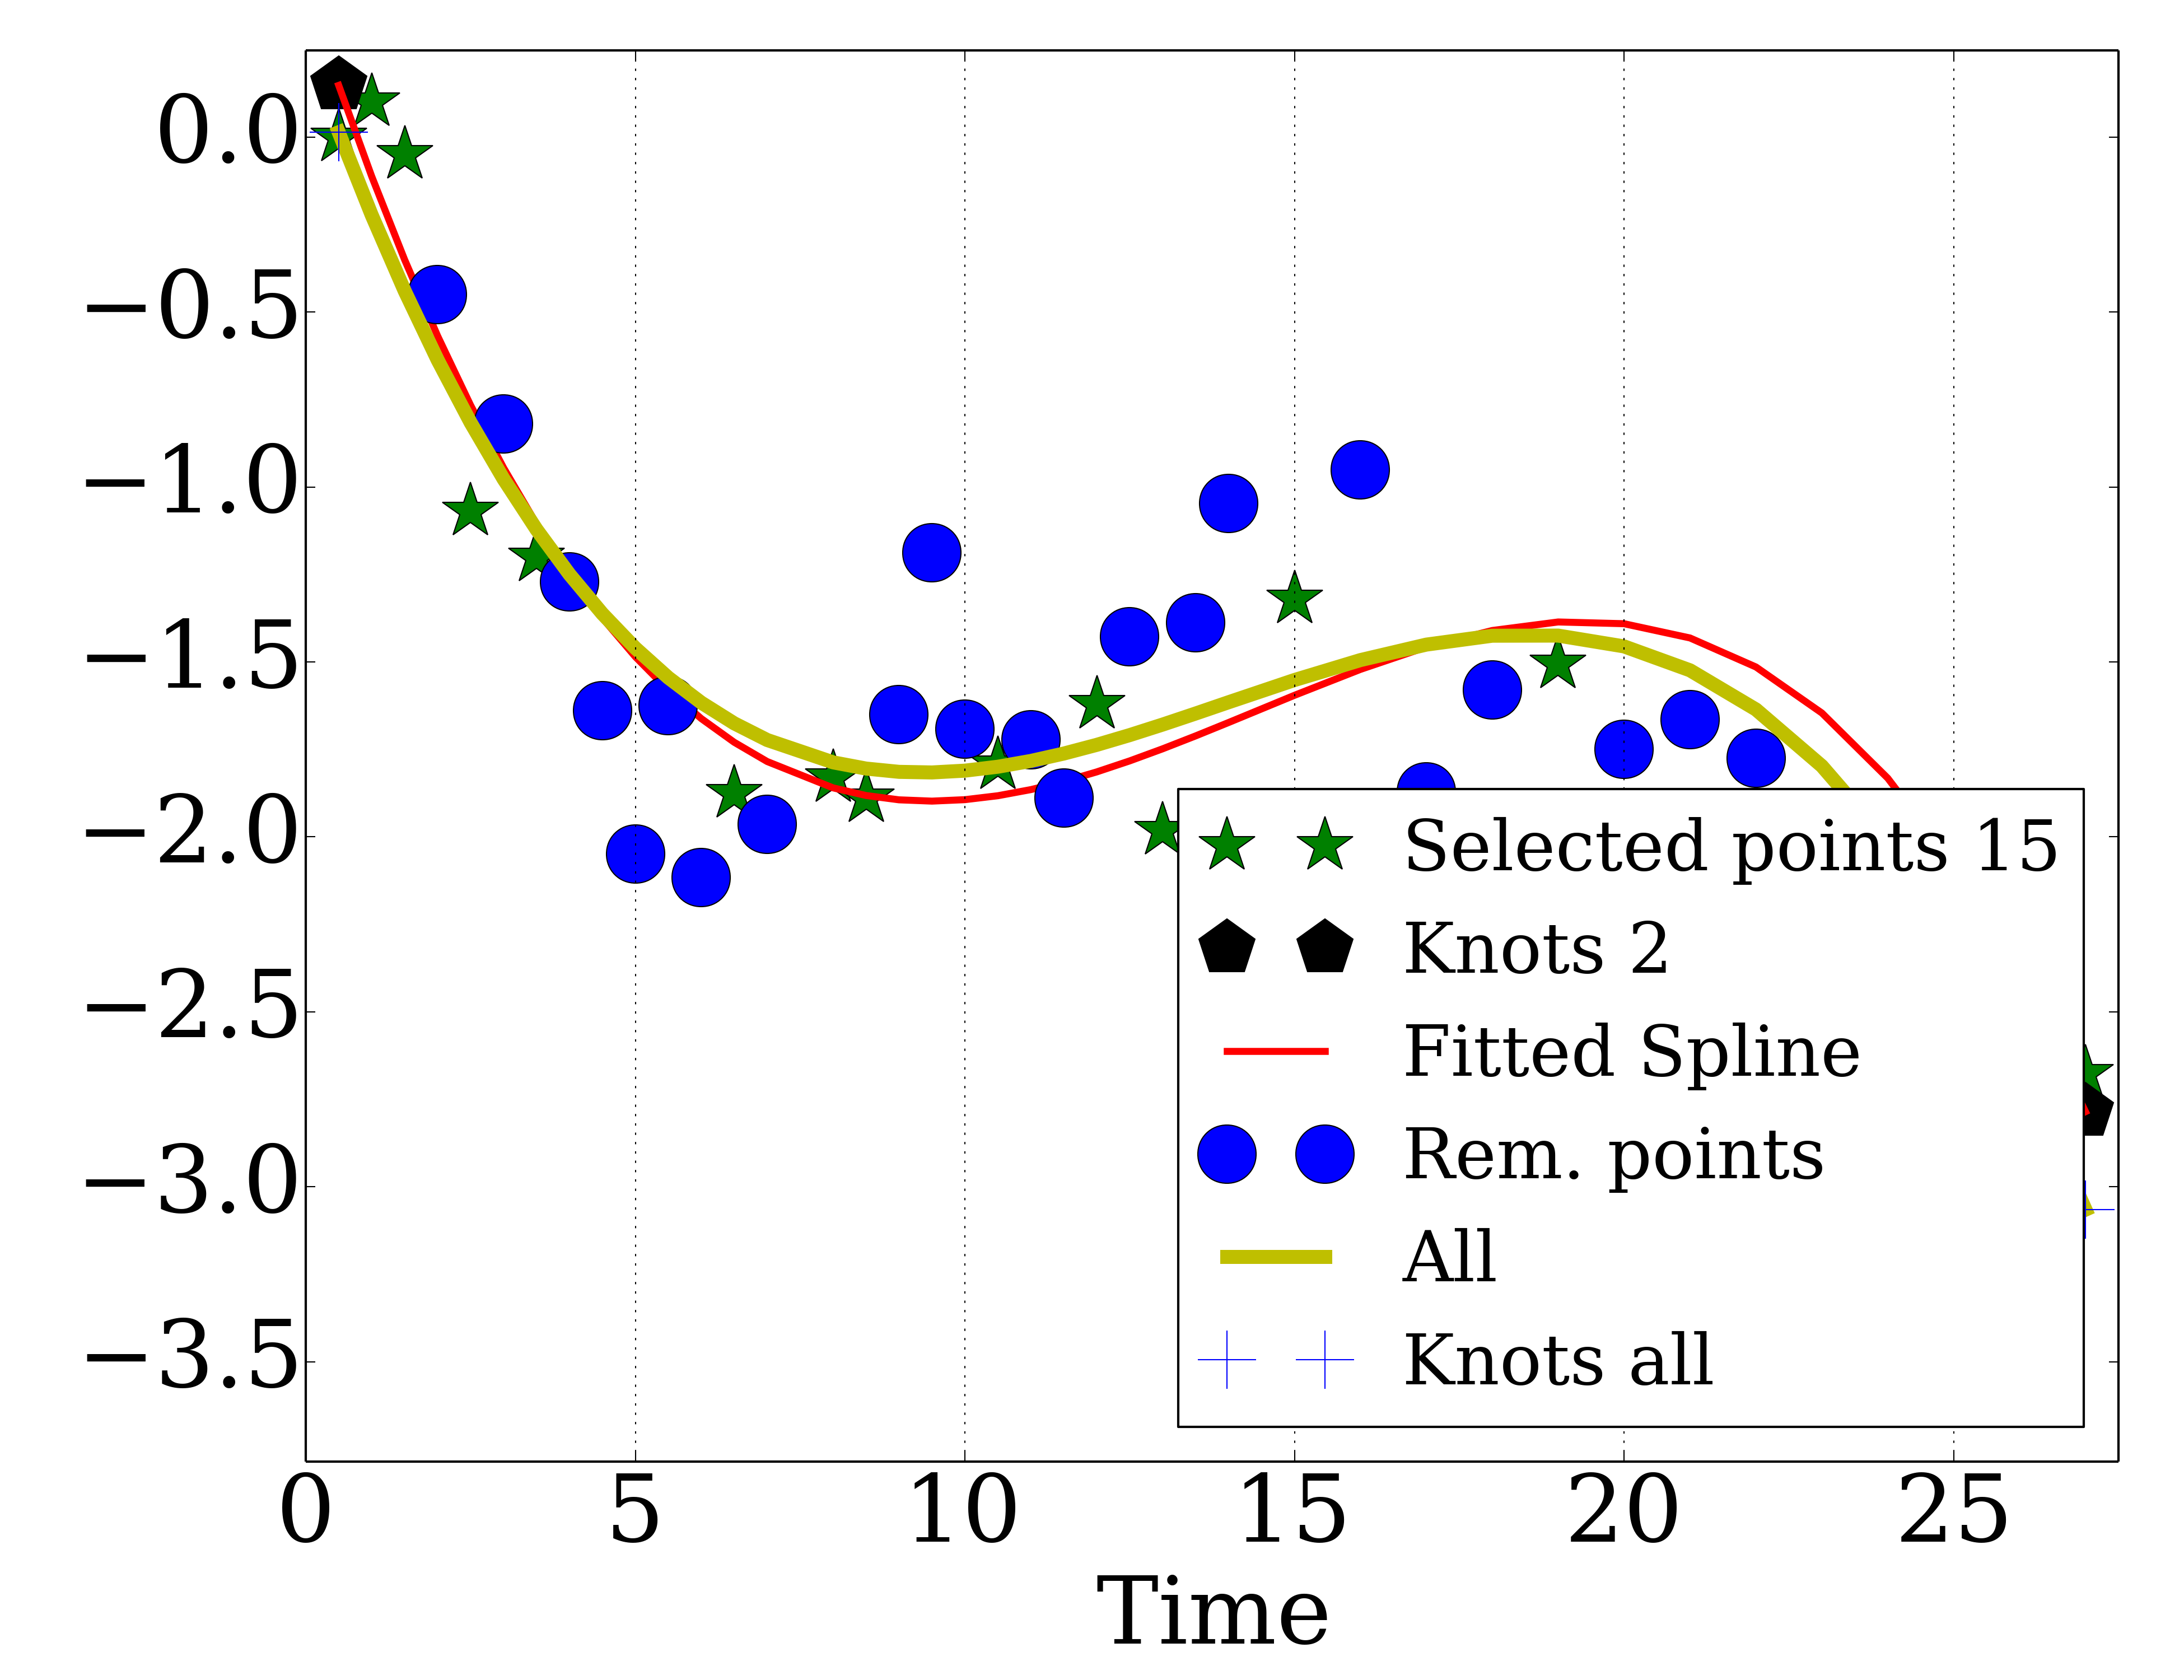 0.0
−0.5
−1.0
−1.5
−2.0
−2.5
−3.0
−3.5
Selected points 15
Knots 2
Fitted Spline
Rem. points
All
Knots all
0 5 10 15 20 25
Time